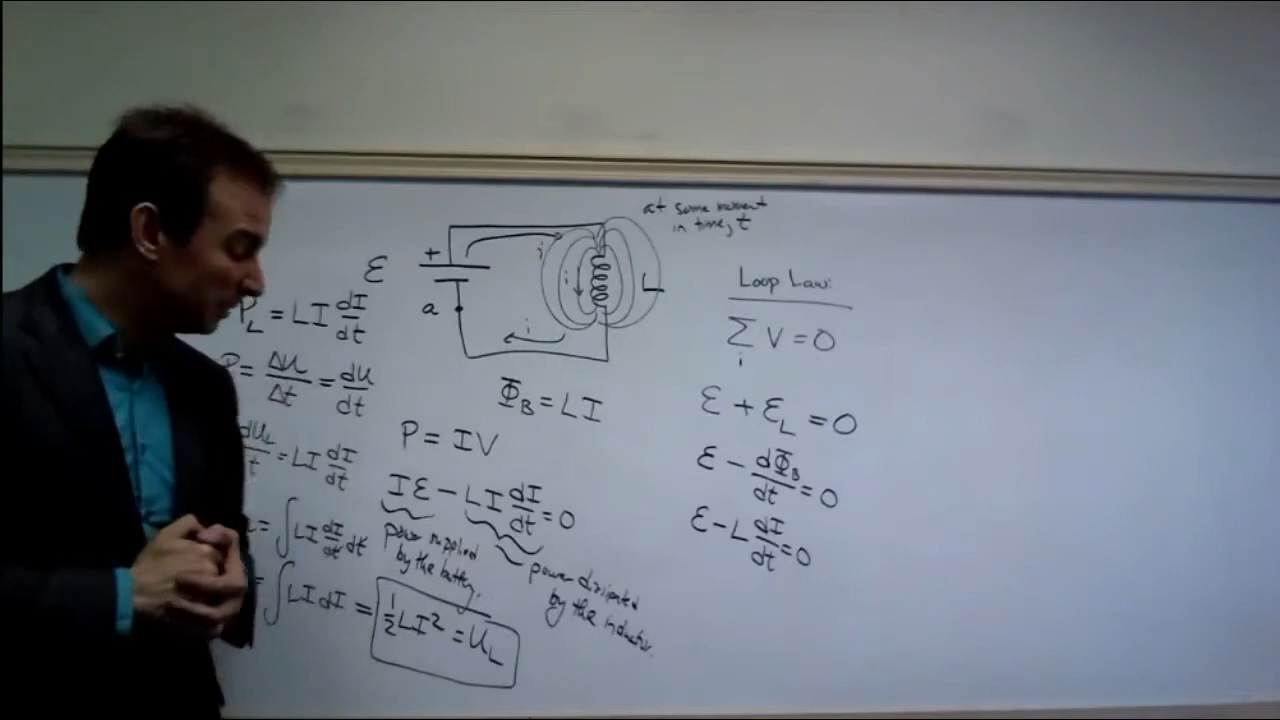 at some moment
in time, t
+
ε
a
i
i
i
L
Φ_B = LI
P_L = LI dI/dt
P = ΔU/Δt = dU/dt
dU_L/t = LI dI/dt
= ∫LI dI/dt dt
= ∫LI dI = 1/2 LI² = U_L
P = IV
Iε - LI dI/dt = 0
power supplied
by the battery.
power dissipated
by the inductor.
Loop Law:
∑_i V = 0
ε + ε_L = 0
ε - dΦ_B/dt = 0
ε - L dI/dt = 0